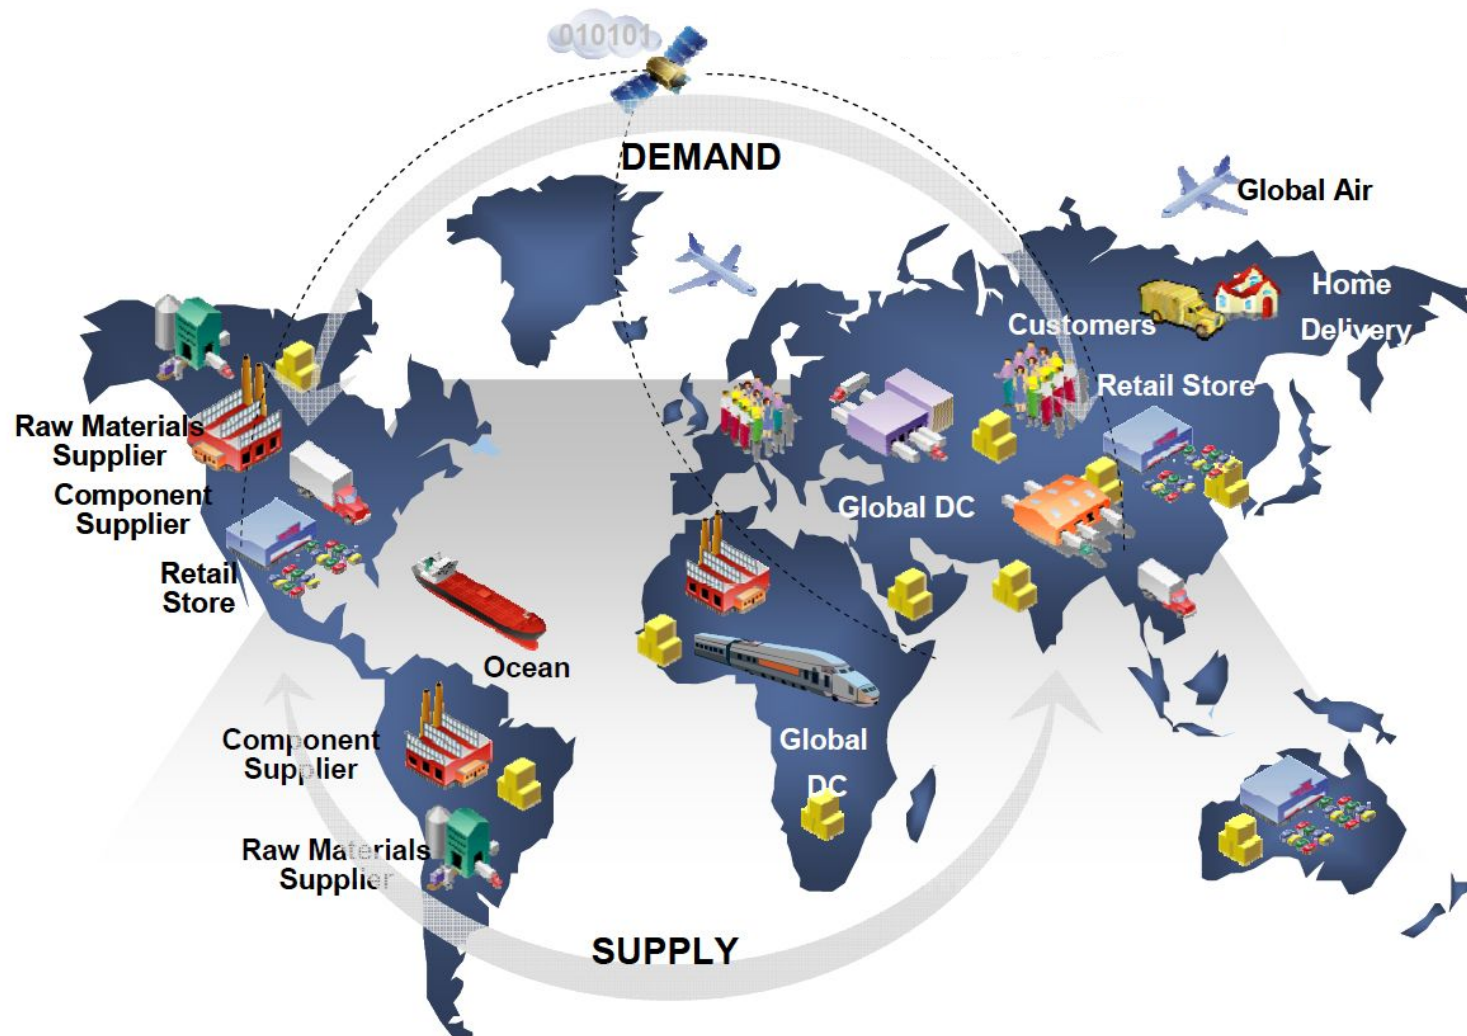 010101
DEMAND
Global Air
Home
Delivery
Customers
Retail Store
Raw Materials
Supplier
Component
Supplier
Global DC
Retail
Store
Ocean
Component
Supplier
Global
DC
Raw Materials
Supplier
SUPPLY